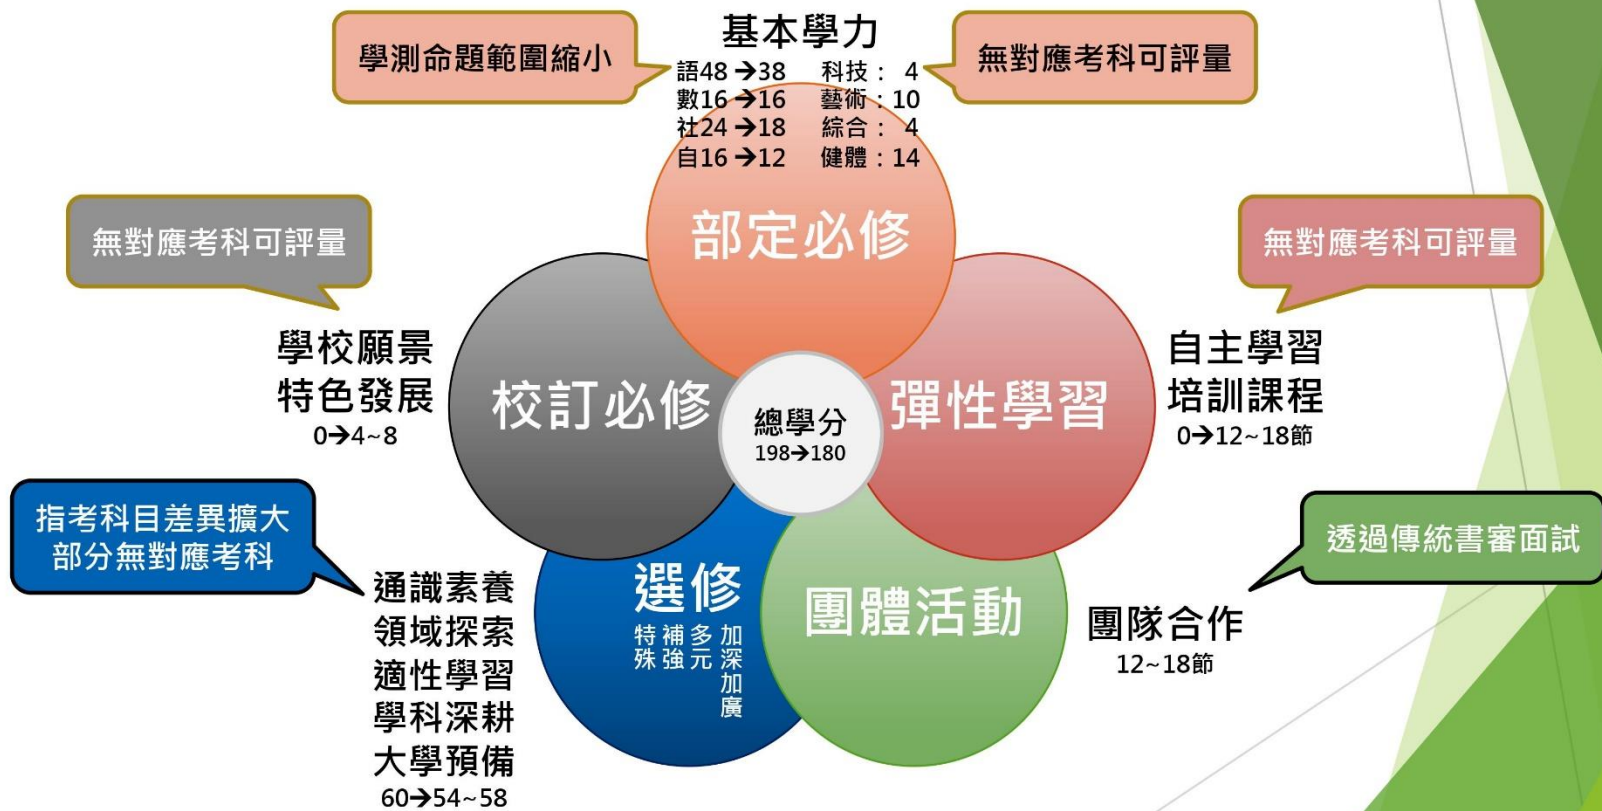 學測命題範圍縮小
基本學力
語48➔38 科技： 4
數16➔16 藝術：10
社24➔18 綜合： 4
自16➔12 健體：14
無對應考科可評量
部定必修
無對應考科可評量
學校願景
特色發展
0➔4~8
校訂必修
總學分
198➔180
彈性學習
無對應考科可評量
自主學習
培訓課程
0➔12~18節
指考科目差異擴大
部分無對應考科
通識素養
領域探索
適性學習
學科深耕
大學預備
60➔54~58
選修
加深加廣
多元
補強
特殊
團體活動
透過傳統書審面試
團隊合作
12~18節